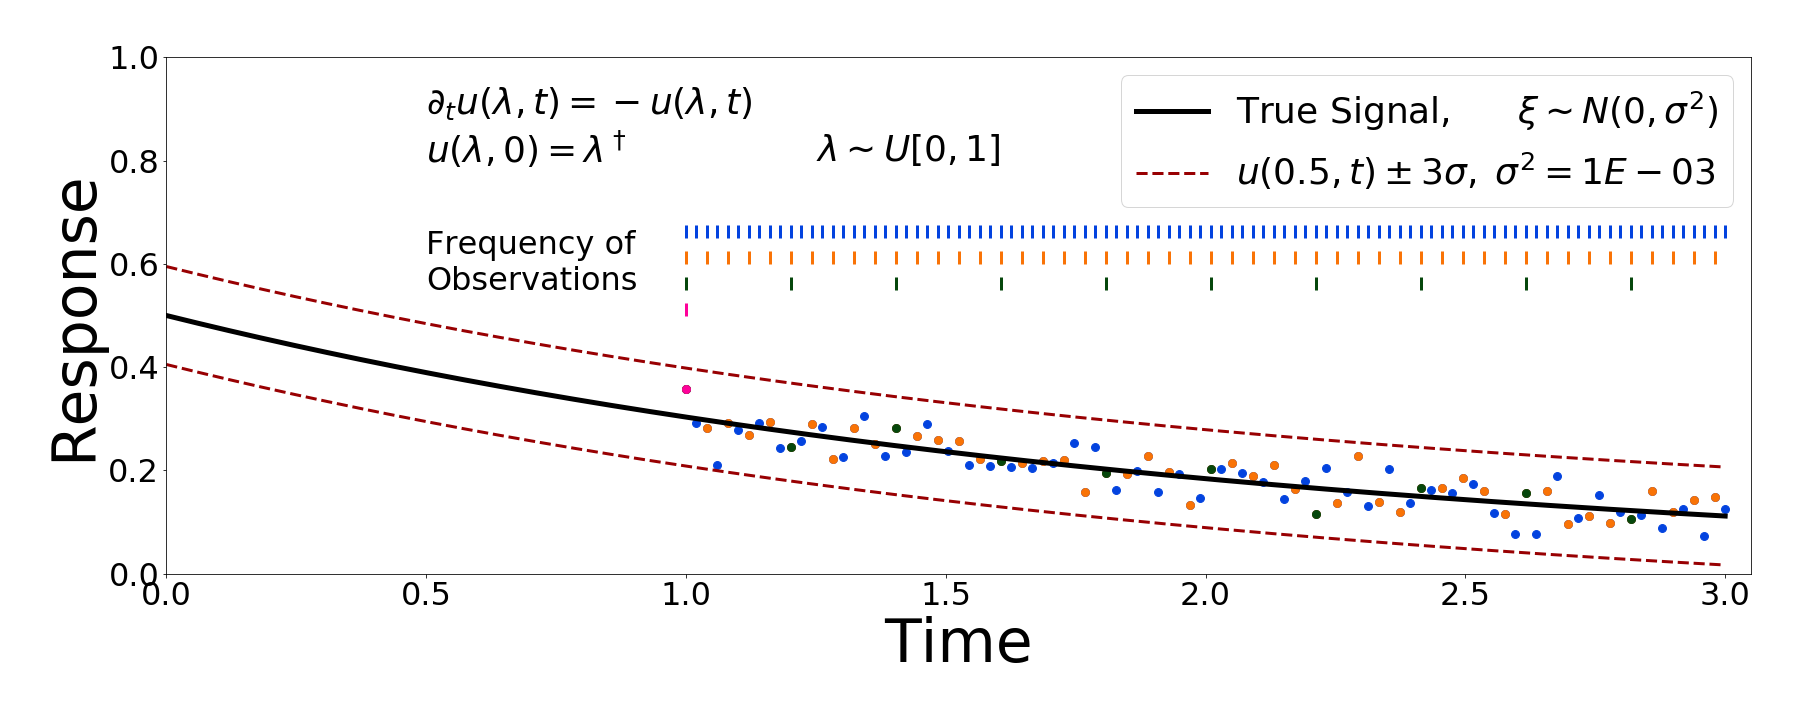 1.0
∂ₜu(λ, t) = −u(λ, t)
u(λ, 0) = λ†
λ ∼ U[0, 1]
True Signal, ξ ∼ N(0, σ²)
u(0.5, t) ± 3σ, σ² = 1E − 03
0.8
Frequency of
Observations
0.6
0.4
0.2
0.0
Response
0.0 0.5 1.0 1.5 2.0 2.5 3.0
Time